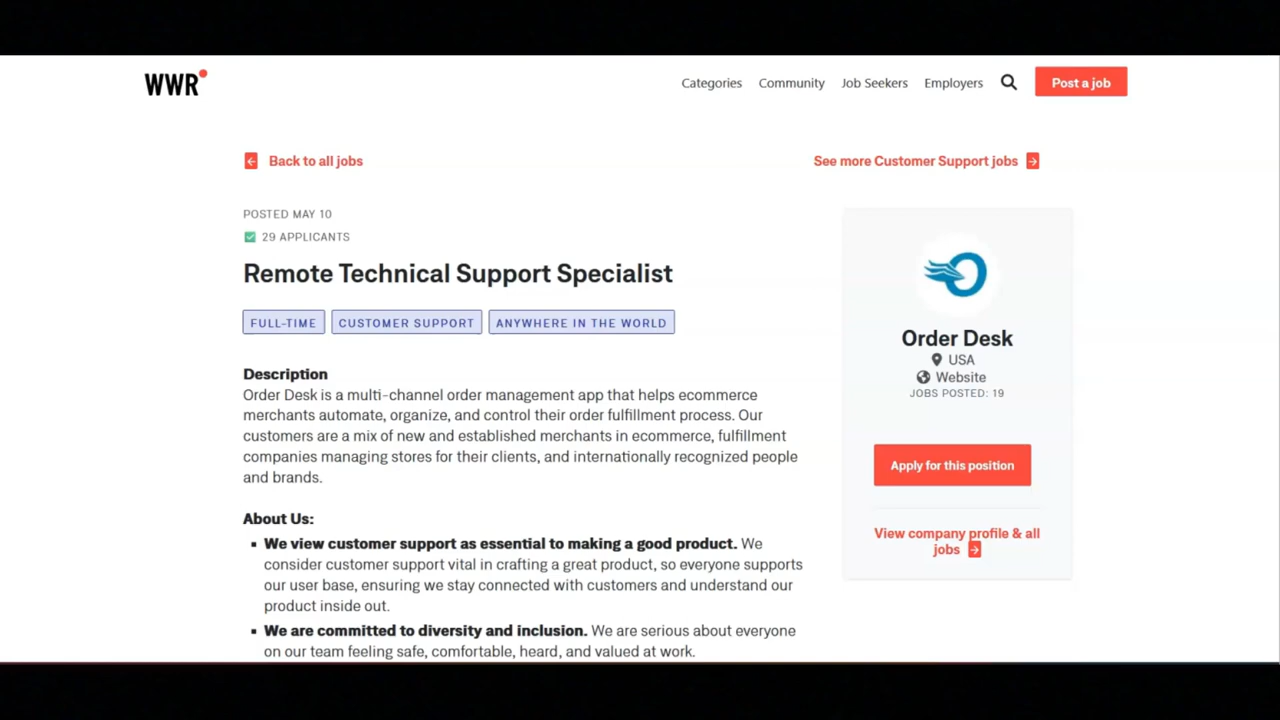 WWR
Categories Community Job Seekers Employers Post a job
Back to all jobs
See more Customer Support jobs
POSTED MAY 10
29 APPLICANTS
Remote Technical Support Specialist
FULL-TIME CUSTOMER SUPPORT ANYWHERE IN THE WORLD
Description
Order Desk is a multi-channel order management app that helps ecommerce
merchants automate, organize, and control their order fulfillment process. Our
customers are a mix of new and established merchants in ecommerce, fulfillment
companies managing stores for their clients, and internationally recognized people
and brands.
About Us:
▪ We view customer support as essential to making a good product. We
consider customer support vital in crafting a great product, so everyone supports
our user base, ensuring we stay connected with customers and understand our
product inside out.
▪ We are committed to diversity and inclusion. We are serious about everyone
on our team feeling safe, comfortable, heard, and valued at work.
Order Desk
USA
Website
JOBS POSTED: 19
Apply for this position
View company profile & all
jobs